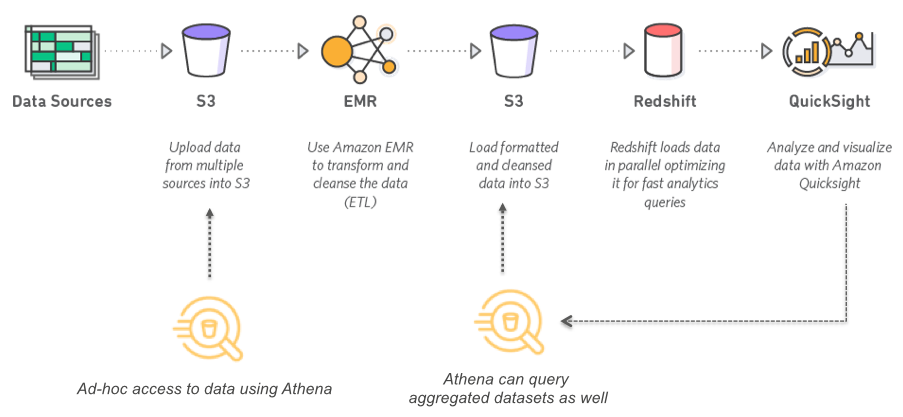 Data Sources
S3
EMR
S3
Redshift
QuickSight
Upload data
from multiple
sources into S3
Use Amazon EMR
to transform and
cleanse the data
(ETL)
Load formatted
and cleansed
data into S3
Redshift loads data
in parallel optimizing
it for fast analytics
queries
Analyze and visualize
data with Amazon
Quicksight
Ad-hoc access to data using Athena
Athena can query
aggregated datasets as well